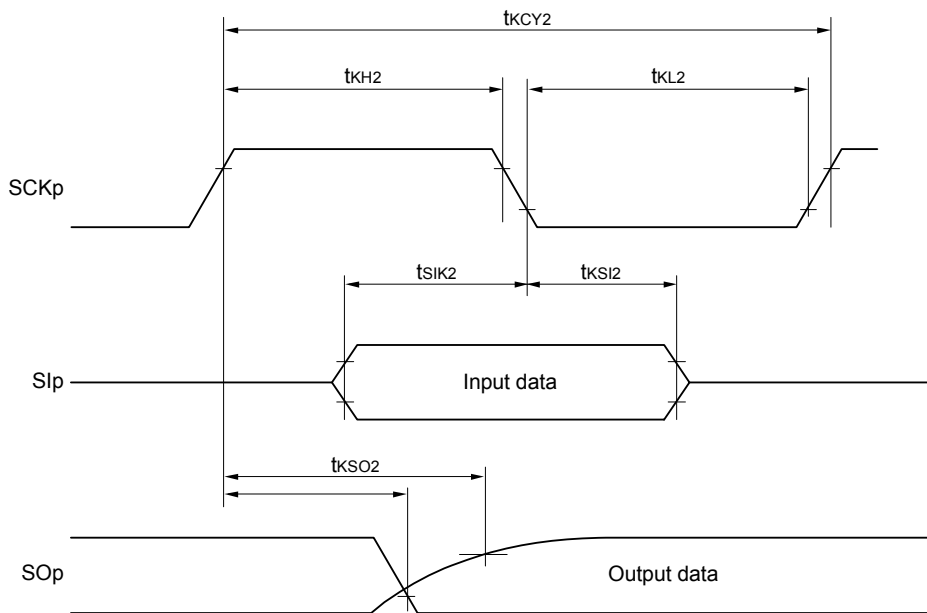 tKCY2
tKH2
tKL2
SCKp
tSIK2
tKSI2
SIp
Input data
tKSO2
SOp
Output data